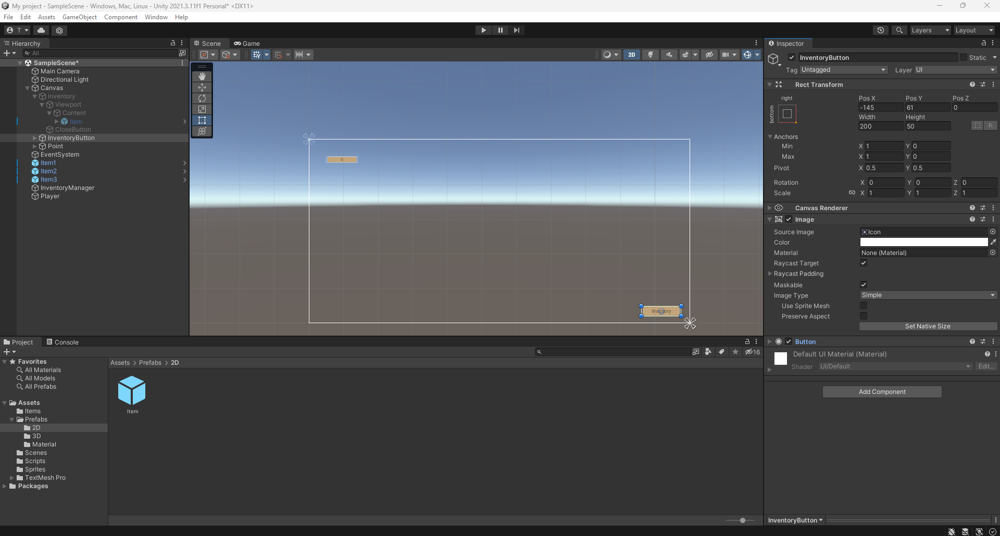 My project - SampleScene - Windows, Mac, Linux - Unity 2021.3.11f1 Personal* <DX11>
File Edit Assets GameObject Component Window Help
T
Layers Layout
Hierarchy
All
SampleScene*
Main Camera
Directional Light
Canvas
Inventory
Viewport
Content
Item
CloseButton
InventoryButton
Point
EventSystem
Item1
Item2
Item3
InventoryManager
Player
Scene Game
2D
0
Inventory
Inspector
InventoryButton Static
Tag Untagged Layer UI
Rect Transform
right
bottom
Pos X Pos Y Pos Z
-145 61 0
Width Height
200 50 R
Anchors
Min X 1 Y 0
Max X 1 Y 0
Pivot X 0.5 Y 0.5
Rotation X 0 Y 0 Z 0
Scale X 1 Y 1 Z 1
Canvas Renderer
Image
Source Image Icon
Color
Material None (Material)
Raycast Target
Raycast Padding
Maskable
Image Type Simple
Use Sprite Mesh
Preserve Aspect
Set Native Size
Button
Default UI Material (Material)
Shader UI/Default Edit...
Add Component
InventoryButton
Project Console
16
Favorites
All Materials
All Models
All Prefabs
Assets
Items
Prefabs
2D
3D
Material
Scenes
Scripts
Sprites
TextMesh Pro
Packages
Assets > Prefabs > 2D
Item